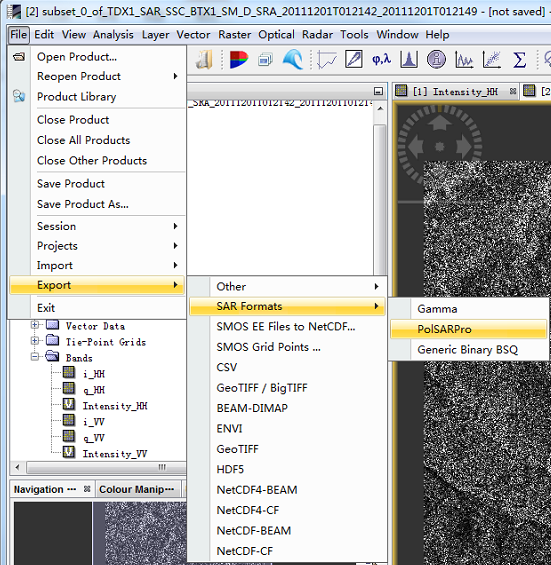 [2] subset_0_of_TDX1_SAR_SSC_BTX1_SM_D_SRA_20111201T012142_20111201T012149 - [not saved] -
File Edit View Analysis Layer Vector Raster Optical Radar Tools Window Help
Open Product...
Reopen Product
Product Library
Close Product
Close All Products
Close Other Products
Save Product
Save Product As...
Session
Projects
Import
Export
Exit
φ,λ
Σ
[1] Intensity_HH
[2
_SRA_20111201T012142_20111201T01214
Other
SAR Formats
SMOS EE Files to NetCDF...
SMOS Grid Points ...
CSV
GeoTIFF / BigTIFF
BEAM-DIMAP
ENVI
GeoTIFF
HDF5
NetCDF4-BEAM
NetCDF4-CF
NetCDF-BEAM
NetCDF-CF
Gamma
PolSARPro
Generic Binary BSQ
Vector Data
Tie-Point Grids
Bands
i_HH
q_HH
Intensity_HH
i_VV
q_VV
Intensity_VV
Navigation ---
Colour Manip---